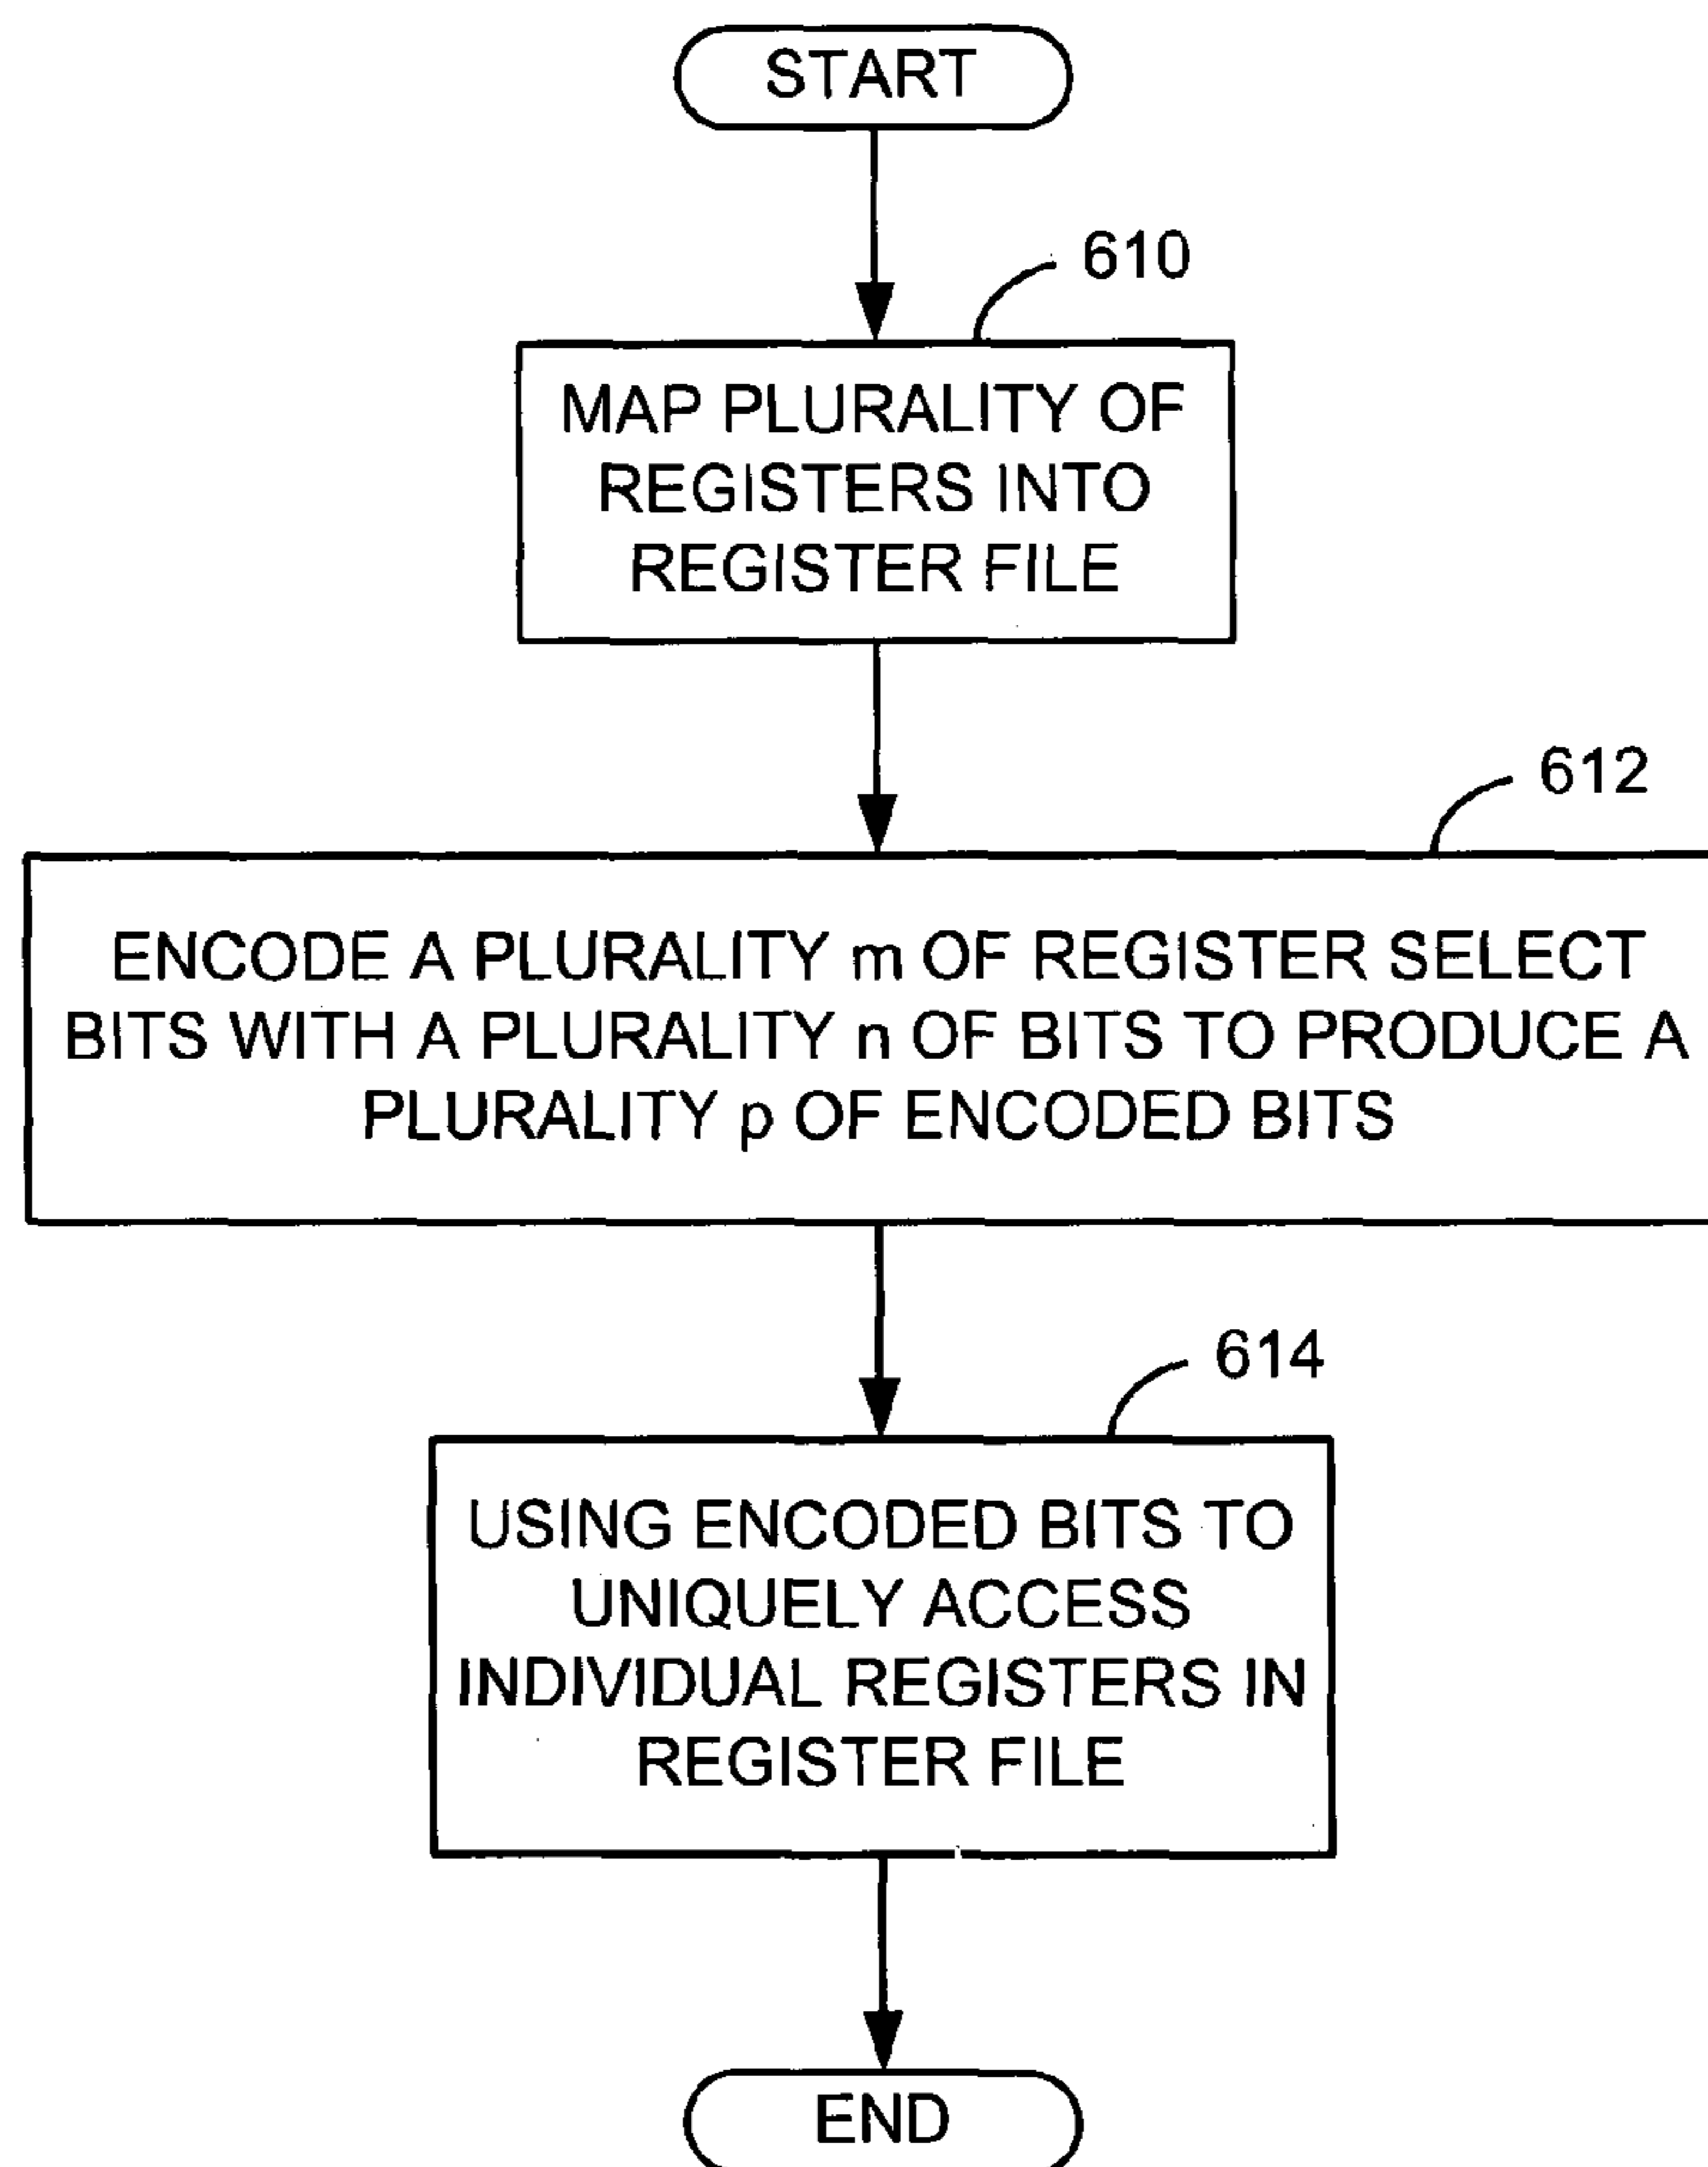 START
610
MAP PLURALITY OF
REGISTERS INTO
REGISTER FILE
612
ENCODE A PLURALITY m OF REGISTER SELECT
BITS WITH A PLURALITY n OF BITS TO PRODUCE A
PLURALITY p OF ENCODED BITS
614
USING ENCODED BITS TO
UNIQUELY ACCESS
INDIVIDUAL REGISTERS IN
REGISTER FILE
END